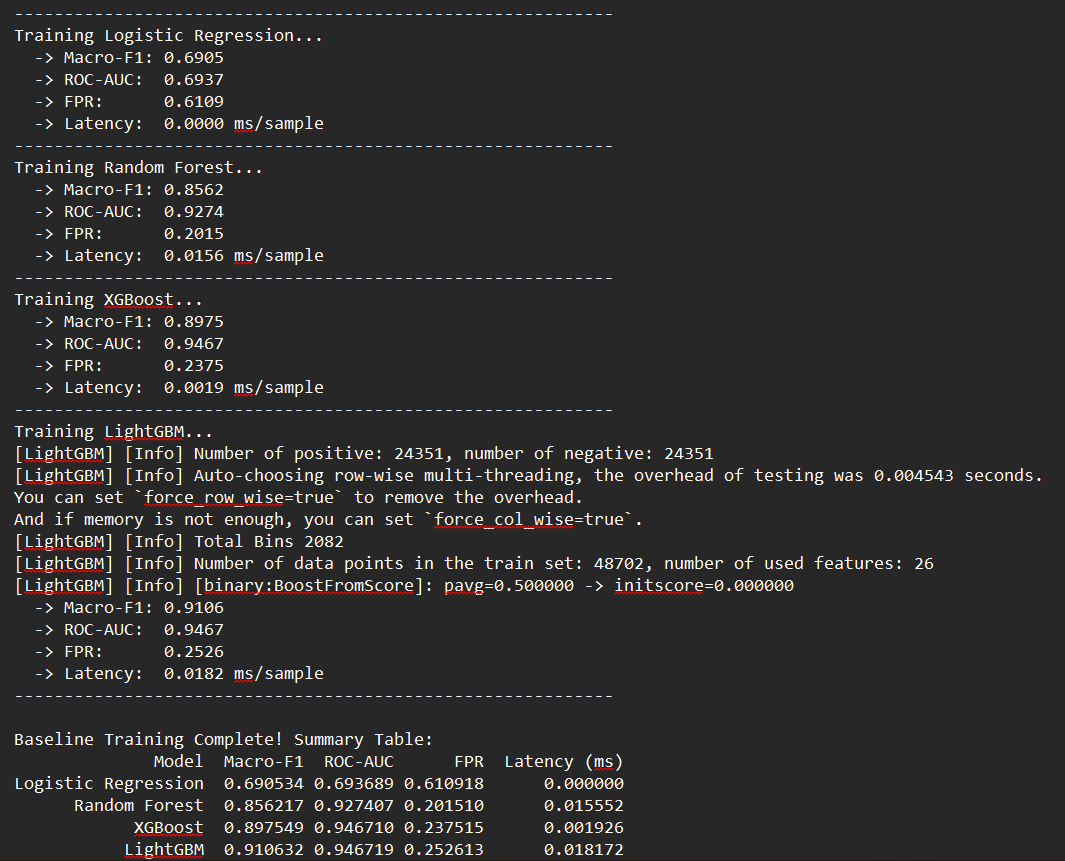 ------------------------------------------------------------
Training Logistic Regression...
  -> Macro-F1: 0.6905
  -> ROC-AUC:  0.6937
  -> FPR:      0.6109
  -> Latency:  0.0000 ms/sample
------------------------------------------------------------
Training Random Forest...
  -> Macro-F1: 0.8562
  -> ROC-AUC:  0.9274
  -> FPR:      0.2015
  -> Latency:  0.0156 ms/sample
------------------------------------------------------------
Training XGBoost...
  -> Macro-F1: 0.8975
  -> ROC-AUC:  0.9467
  -> FPR:      0.2375
  -> Latency:  0.0019 ms/sample
------------------------------------------------------------
Training LightGBM...
[LightGBM] [Info] Number of positive: 24351, number of negative: 24351
[LightGBM] [Info] Auto-choosing row-wise multi-threading, the overhead of testing was 0.004543 seconds.
You can set `force_row_wise=true` to remove the overhead.
And if memory is not enough, you can set `force_col_wise=true`.
[LightGBM] [Info] Total Bins 2082
[LightGBM] [Info] Number of data points in the train set: 48702, number of used features: 26
[LightGBM] [Info] [binary:BoostFromScore]: pavg=0.500000 -> initscore=0.000000
  -> Macro-F1: 0.9106
  -> ROC-AUC:  0.9467
  -> FPR:      0.2526
  -> Latency:  0.0182 ms/sample
------------------------------------------------------------

Baseline Training Complete! Summary Table:
              Model  Macro-F1  ROC-AUC      FPR  Latency (ms)
Logistic Regression  0.690534 0.693689 0.610918      0.000000
      Random Forest  0.856217 0.927407 0.201510      0.015552
            XGBoost  0.897549 0.946710 0.237515      0.001926
           LightGBM  0.910632 0.946719 0.252613      0.018172